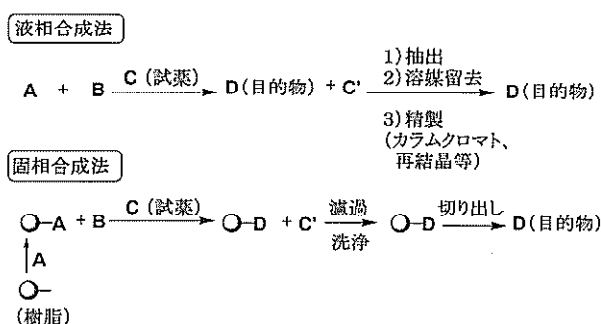 液相合成法
A + B C (試薬) D(目的物) + C' 1)抽出 2)溶媒留去 D(目的物)
3)精製
(カラムクロマト、
再結晶等)
固相合成法
A + B C (試薬) D + C' 濾過 洗浄 D 切り出し D(目的物)
A
(樹脂)